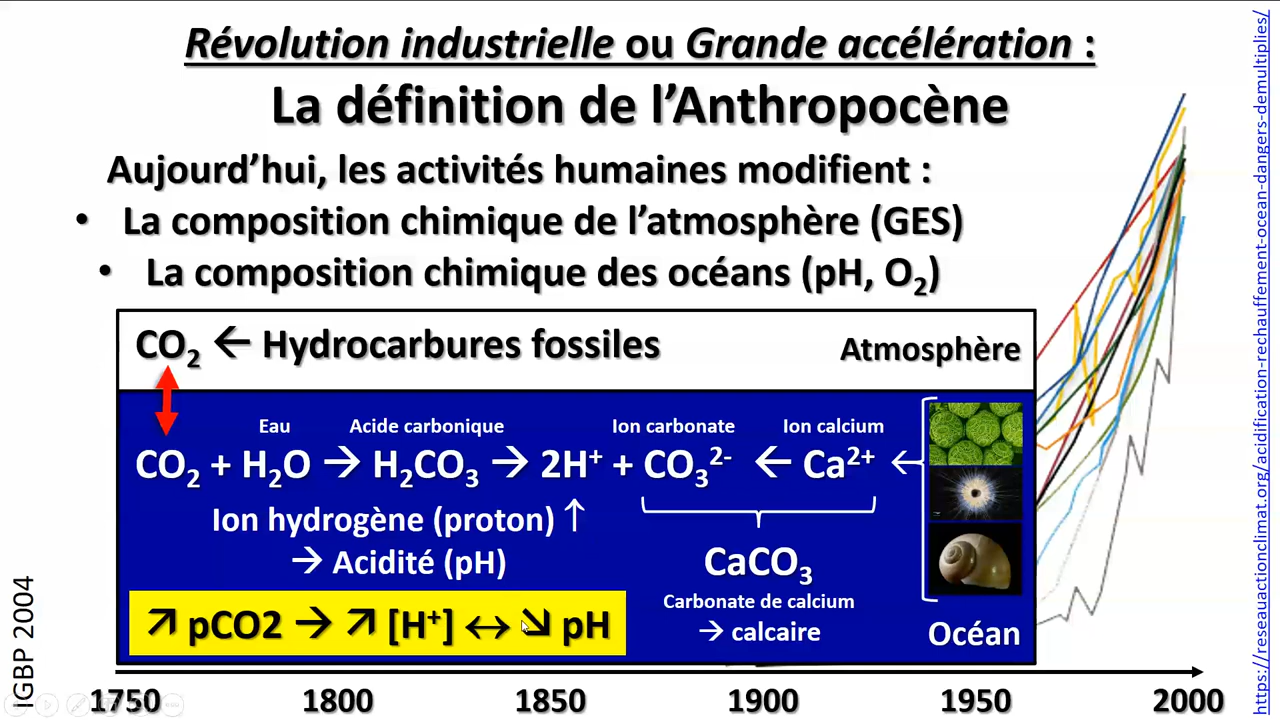 Révolution industrielle ou Grande accélération :
La définition de l’Anthropocène
Aujourd’hui, les activités humaines modifient :
• La composition chimique de l’atmosphère (GES)
• La composition chimique des océans (pH, O₂)
CO₂ ← Hydrocarbures fossiles
Atmosphère
Eau Acide carbonique Ion carbonate Ion calcium
CO₂ + H₂O → H₂CO₃ → 2H⁺ + CO₃²⁻ ← Ca²⁺ ←
Ion hydrogène (proton) ↑
→ Acidité (pH)
CaCO₃
Carbonate de calcium
→ calcaire
↗ pCO2 → ↗ [H⁺] ↔ ↘ pH
Océan
1750 1800 1850 1900 1950 2000
IGBP 2004
https://reseauactionclimat.org/acidification-rechauffement-ocean-dangers-demultiplies/